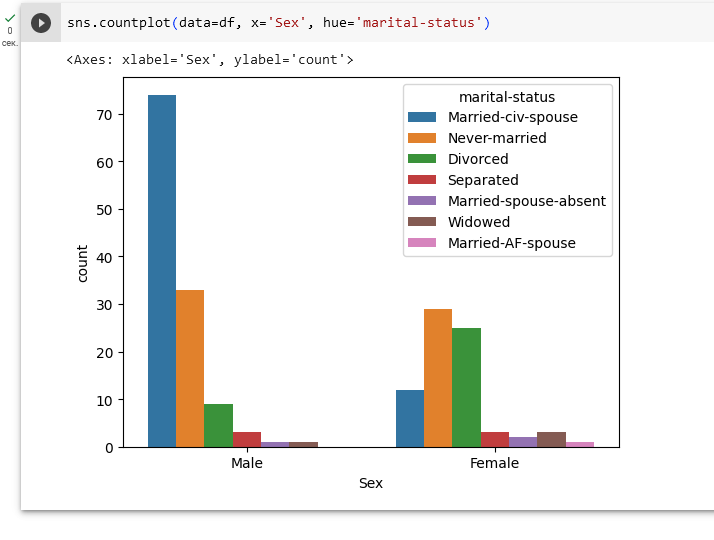 sns.countplot(data=df, x='Sex', hue='marital-status')
0
сек.
<Axes: xlabel='Sex', ylabel='count'>
marital-status
Married-civ-spouse
Never-married
Divorced
Separated
Married-spouse-absent
Widowed
Married-AF-spouse
70
60
50
40
30
20
10
0
count
Male Female
Sex